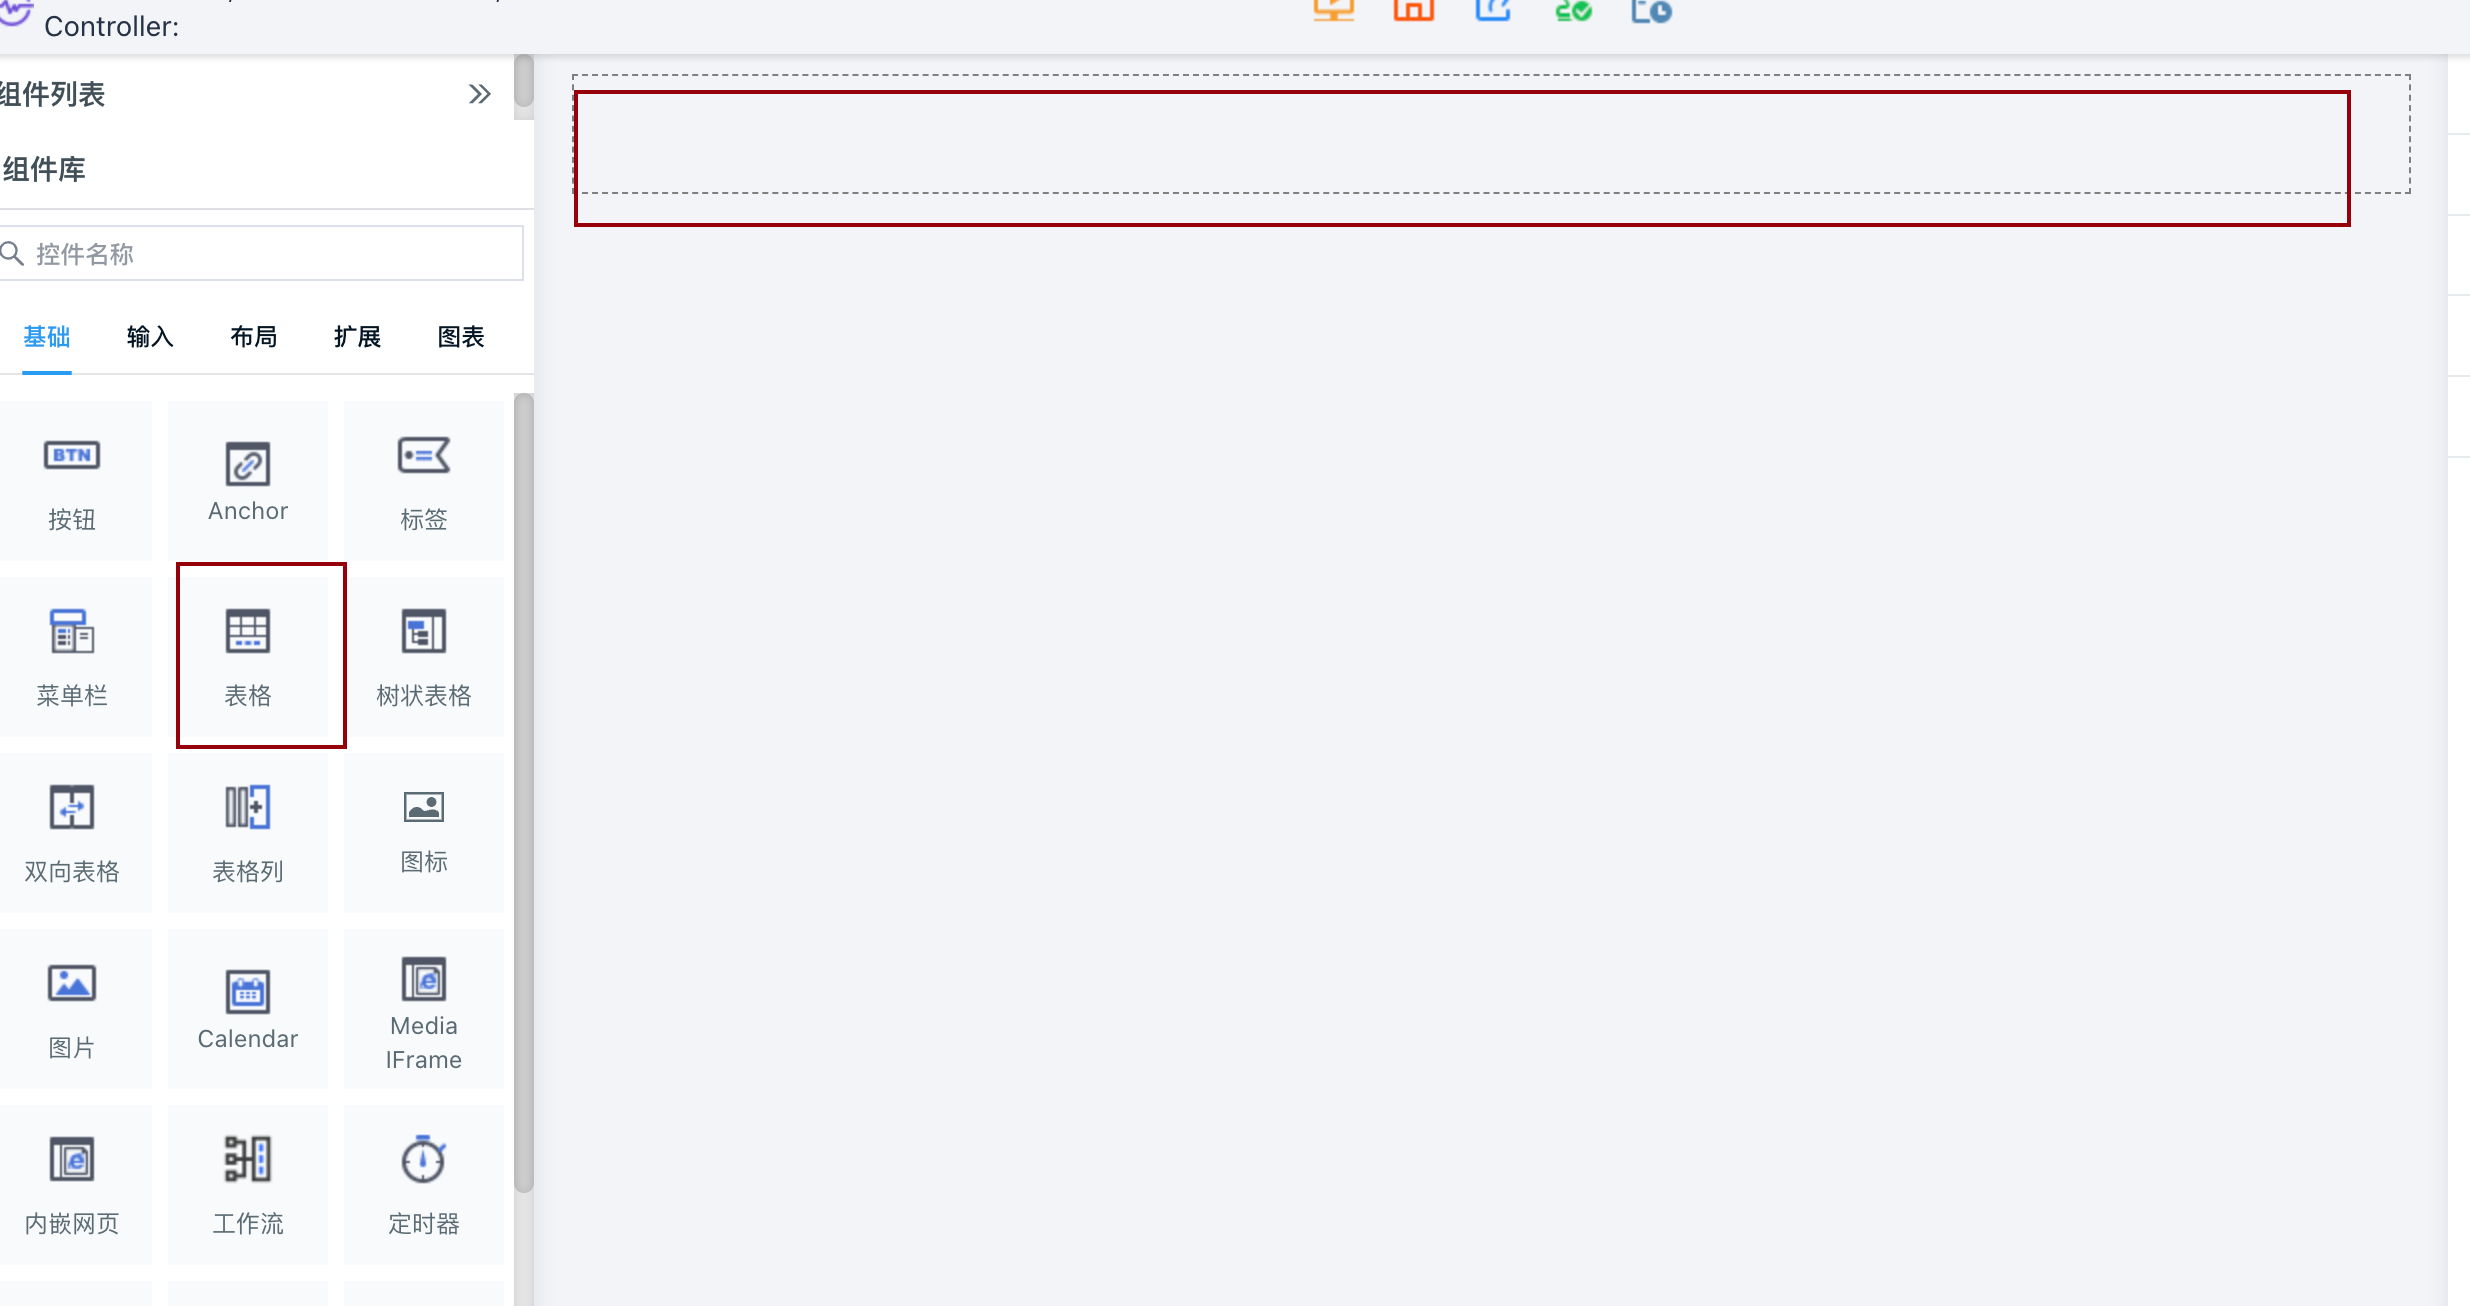 Controller:
组件列表
组件库
控件名称
基础 输入 布局 扩展 图表
BTN
按钮 Anchor 标签
菜单栏 表格 树状表格
双向表格 表格列 图标
图片 Calendar Media
IFrame
内嵌网页 工作流 定时器